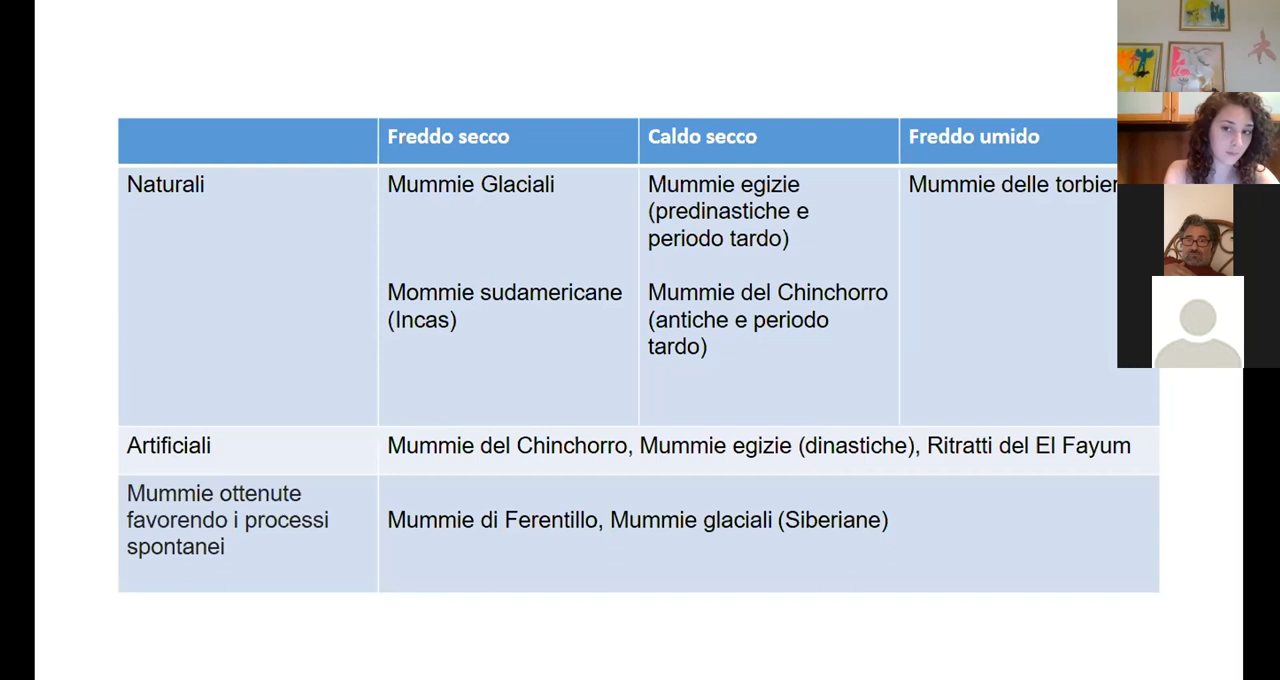 Freddo secco
Caldo secco
Freddo umido
Naturali
Mummie Glaciali
Mommie sudamericane
(Incas)
Mummie egizie
(predinastiche e
periodo tardo)
Mummie del Chinchorro
(antiche e periodo
tardo)
Mummie delle torbier
Artificiali
Mummie del Chinchorro, Mummie egizie (dinastiche), Ritratti del El Fayum
Mummie ottenute
favorendo i processi
spontanei
Mummie di Ferentillo, Mummie glaciali (Siberiane)